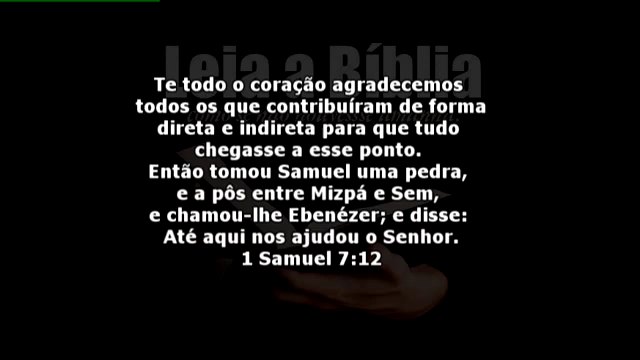 Leia a Bíblia
Te todo o coração agradecemos
todos os que contribuíram de forma
direta e indireta para que tudo
chegasse a esse ponto.
Então tomou Samuel uma pedra,
e a pôs entre Mizpá e Sem,
e chamou-lhe Ebenézer; e disse:
Até aqui nos ajudou o Senhor.
1 Samuel 7:12